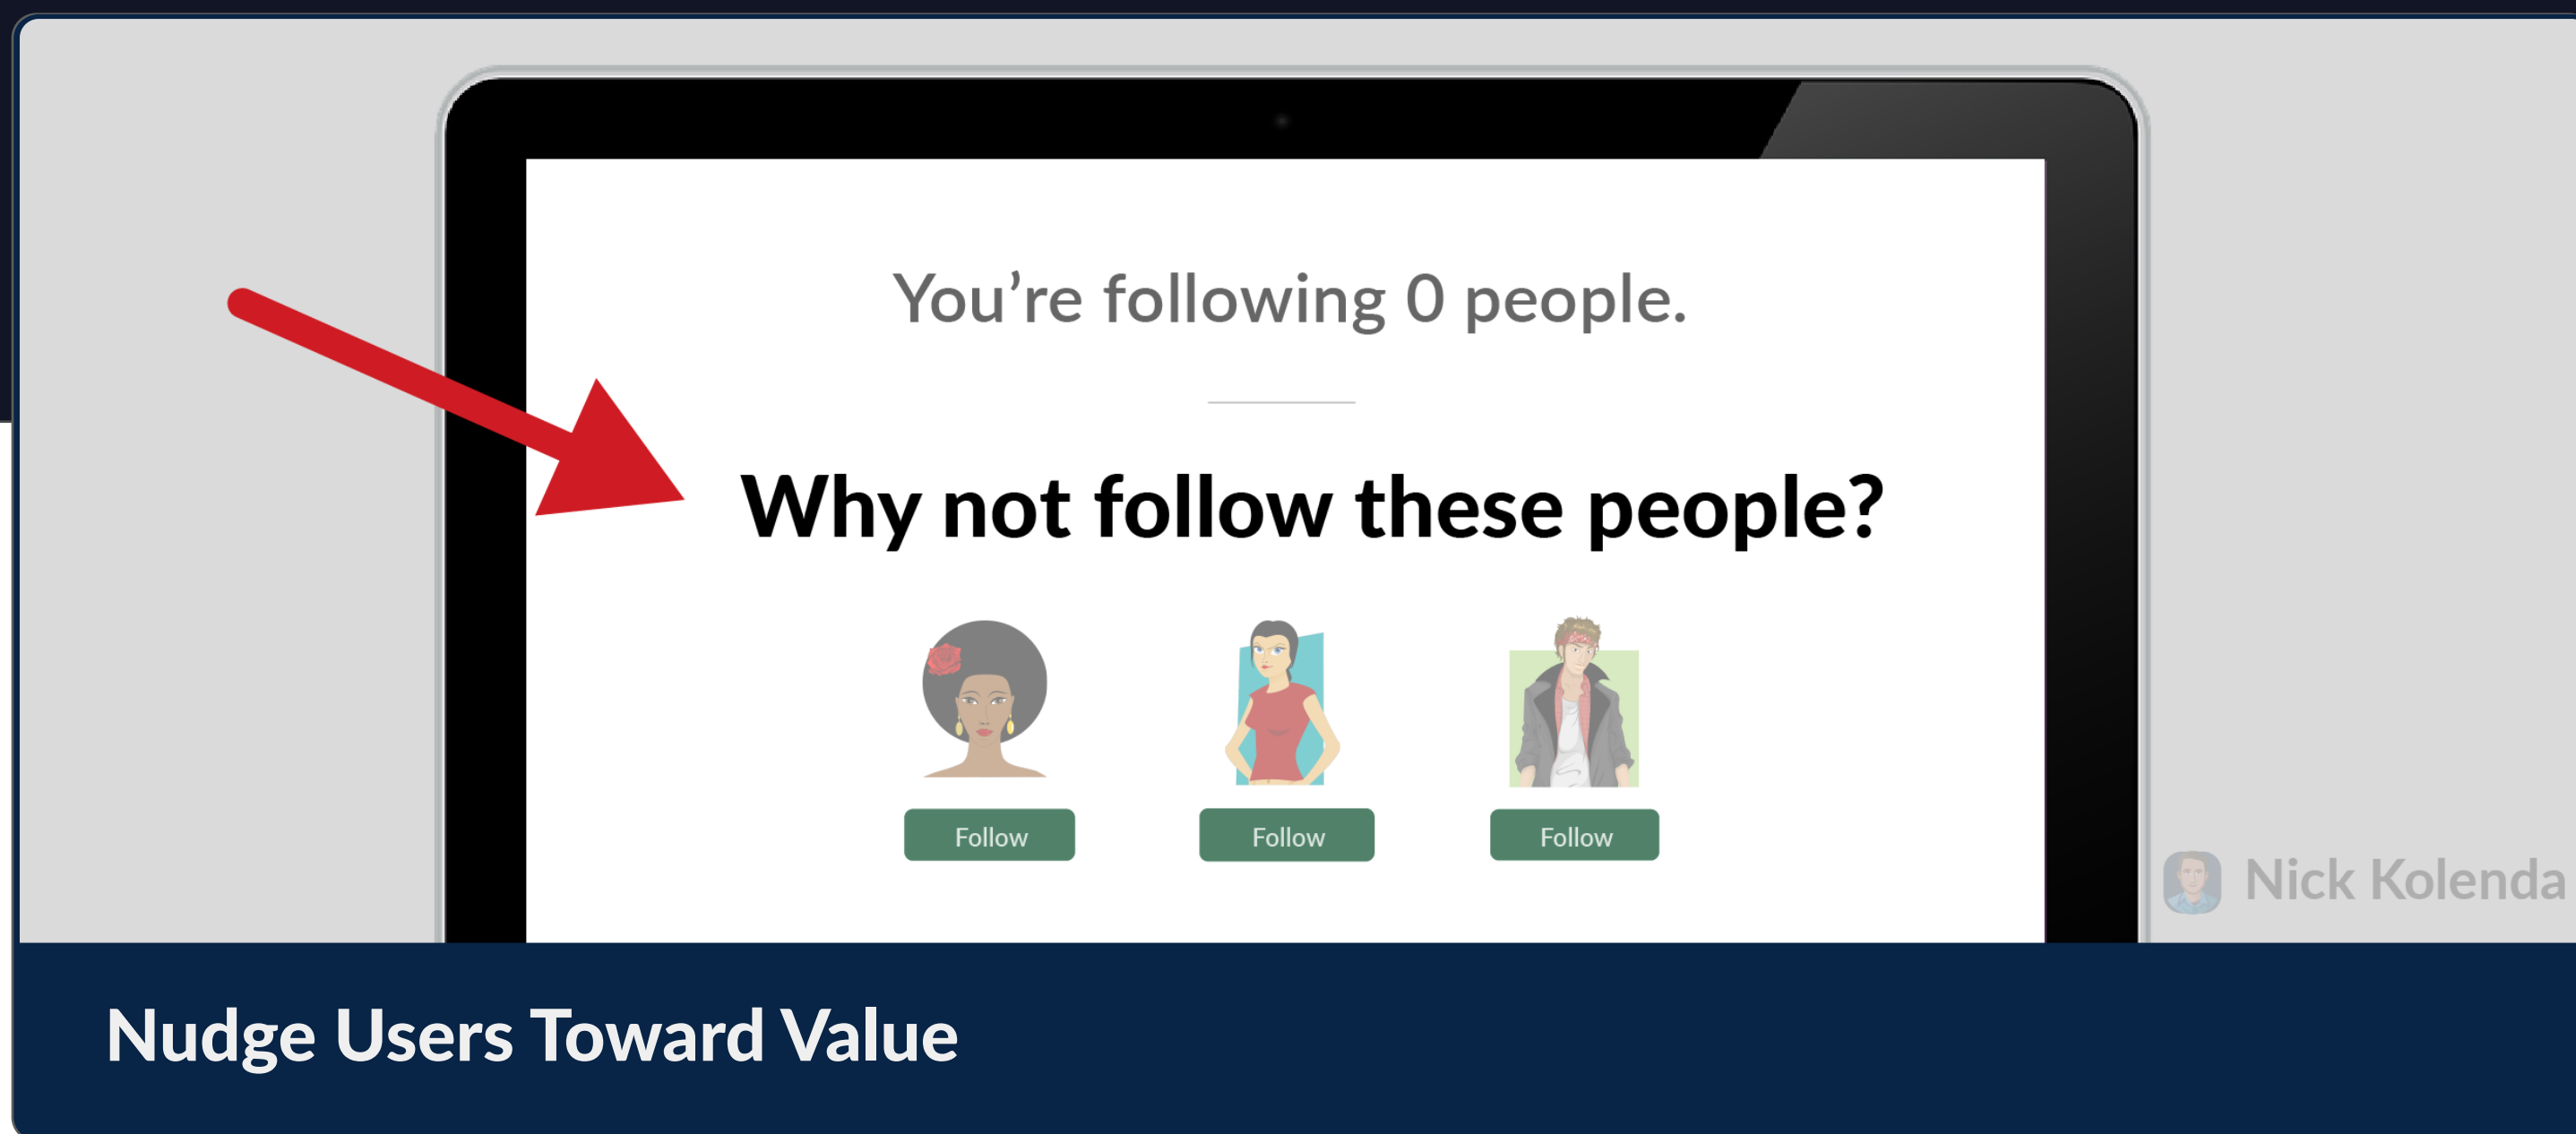 You’re following 0 people.
Why not follow these people?
Follow
Follow
Follow
Nick Kolenda
Nudge Users Toward Value